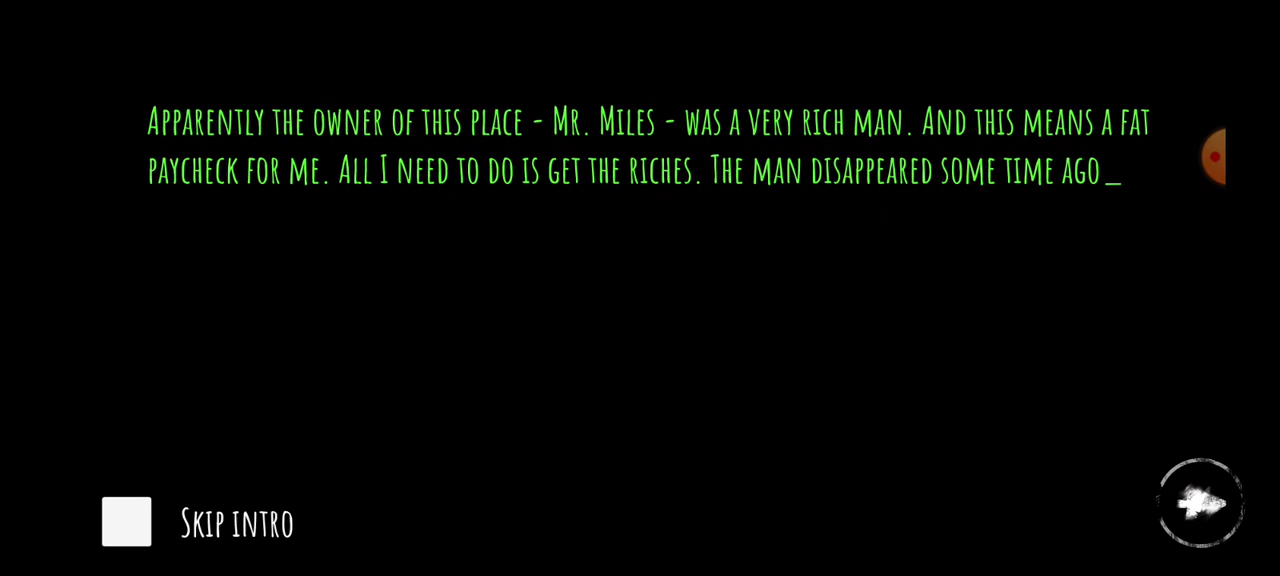 Apparently the owner of this place - Mr. Miles - was a very rich man. And this means a fat
paycheck for me. All I need to do is get the riches. The man disappeared some time ago_
Skip intro